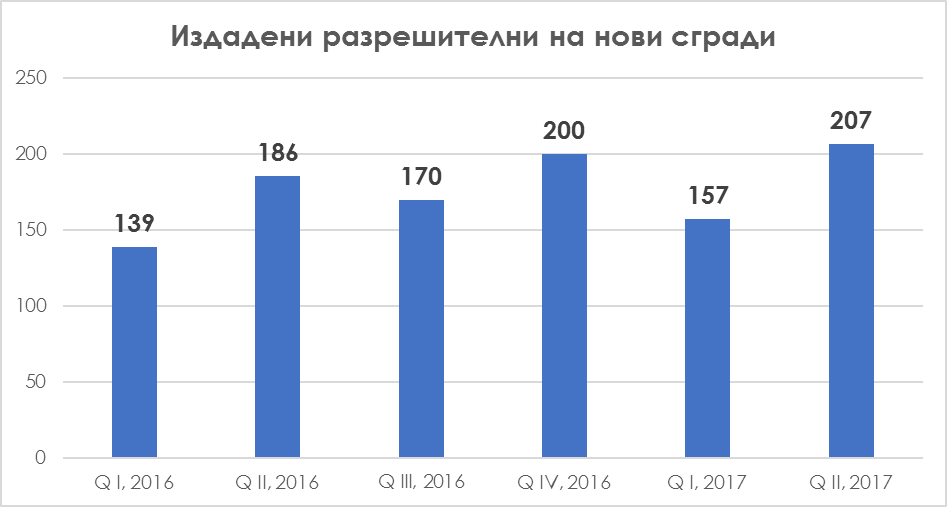 Издадени разрешителни на нови сгради
250
200
150
100
50
0
139
186
170
200
157
207
Q I, 2016
Q II, 2016
Q III, 2016
Q IV, 2016
Q I, 2017
Q II, 2017